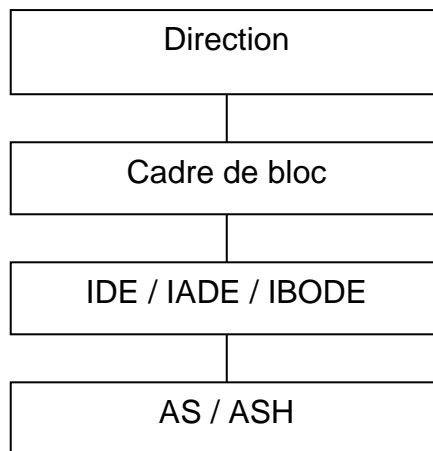 Direction
Cadre de bloc
IDE / IADE / IBODE
AS / ASH